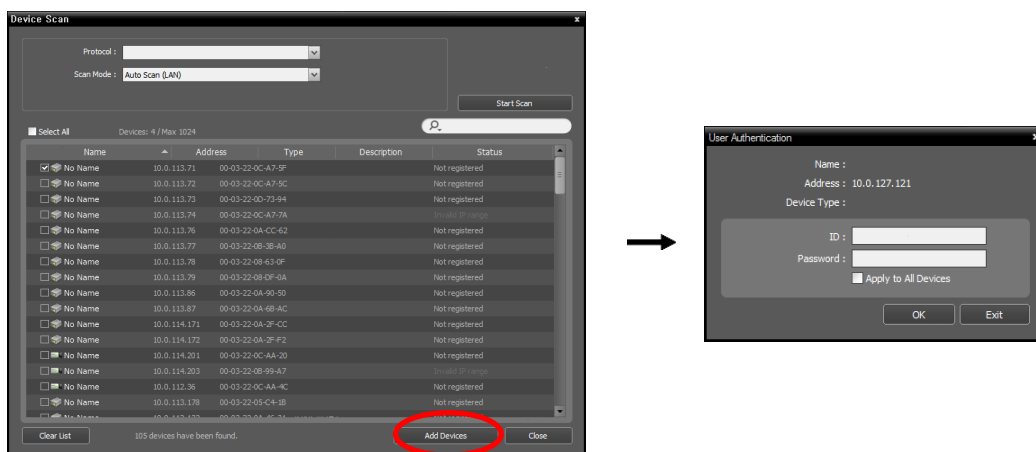 Device Scan
x
Protocol :
Scan Mode : Auto Scan (LAN)
Start Scan
Select All Devices: 4 / Max 1024
Name Address Type Description Status
No Name 10.0.113.71 00-03-22-0C-A7-5F Not registered
No Name 10.0.113.72 00-03-22-0C-A7-5C Not registered
No Name 10.0.113.73 00-03-22-0D-73-94 Not registered
No Name 10.0.113.74 00-03-22-0C-A7-7A Invalid IP range
No Name 10.0.113.76 00-03-22-0A-CC-62 Not registered
No Name 10.0.113.77 00-03-22-0B-3B-A0 Not registered
No Name 10.0.113.78 00-03-22-08-63-0F Not registered
No Name 10.0.113.79 00-03-22-08-DF-0A Not registered
No Name 10.0.113.86 00-03-22-0A-90-50 Not registered
No Name 10.0.113.87 00-03-22-0A-6B-AC Not registered
No Name 10.0.114.171 00-03-22-0A-2F-CC Not registered
No Name 10.0.114.172 00-03-22-0A-2F-F2 Not registered
No Name 10.0.114.201 00-03-22-0C-AA-20 Not registered
No Name 10.0.114.203 00-03-22-0B-99-A7 Invalid IP range
No Name 10.0.112.36 00-03-22-0C-AA-4C Not registered
No Name 10.0.113.178 00-03-22-05-C4-1B Not registered
No Name
Clear List 105 devices have been found. Add Devices Close
User Authentication
x
Name :
Address : 10.0.127.121
Device Type :
ID :
Password :
Apply to All Devices
OK Exit